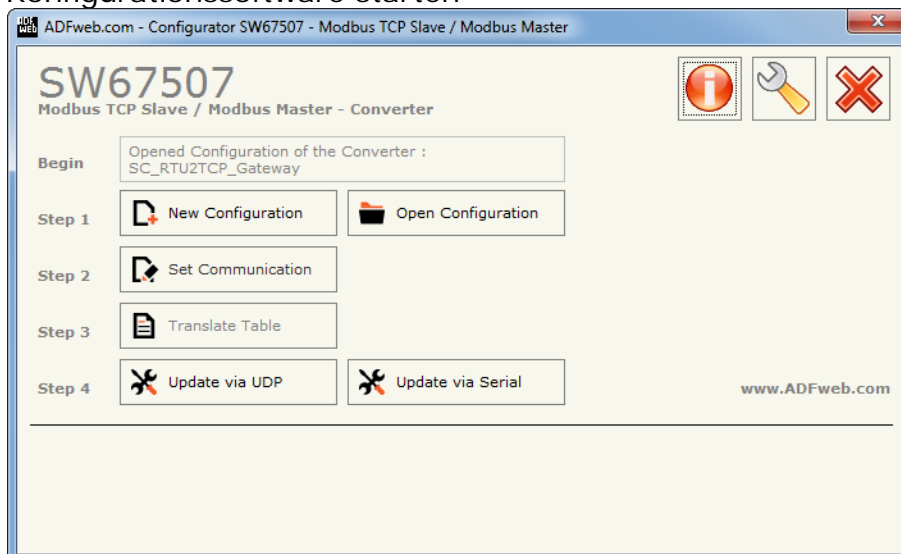 Konfigurationssoftware starten
ADFweb.com - Configurator SW67507 - Modbus TCP Slave / Modbus Master
SW67507
Modbus TCP Slave / Modbus Master - Converter
Begin
Opened Configuration of the Converter :
SC_RTU2TCP_Gateway
Step 1
New Configuration
Open Configuration
Step 2
Set Communication
Step 3
Translate Table
Step 4
Update via UDP
Update via Serial
www.ADFweb.com